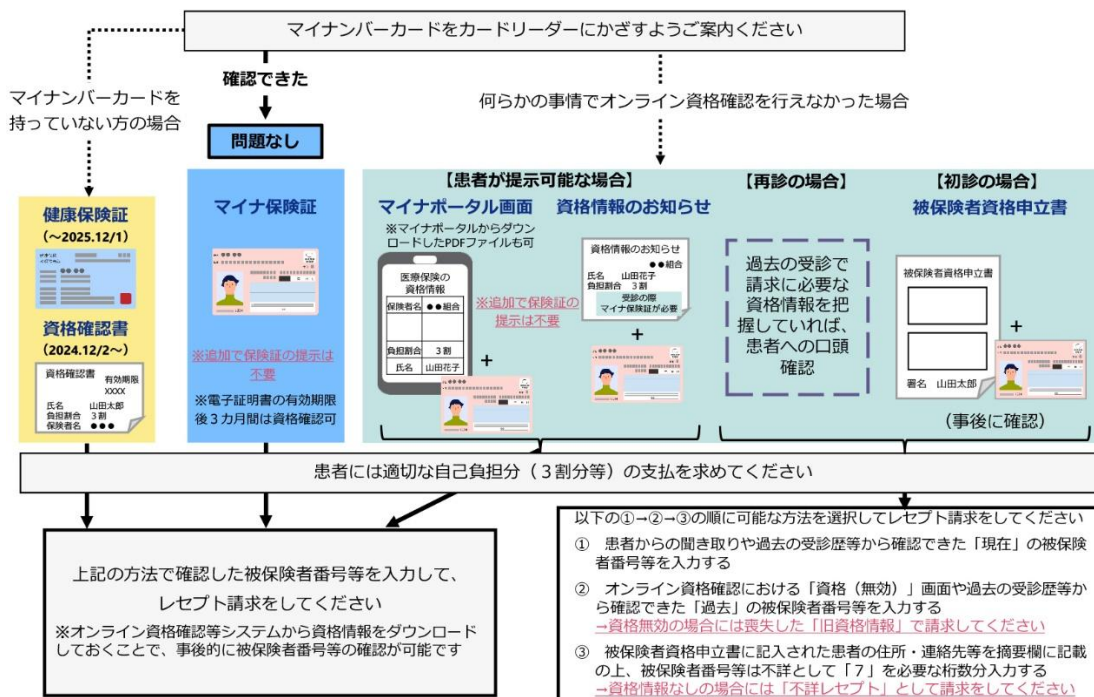 マイナンバーカードをカードリーダーにかざすようご案内ください
マイナンバーカードを
持っていない方の場合
確認できた
何らかの事情でオンライン資格確認を行えなかった場合
問題なし
健康保険証
(～2025.12/1)
資格確認書
(2024.12/2～)
資格確認書
有効期限
XXXX
氏名 山田太郎
負担割合 3割
保険者名 ●●●
マイナ保険証
※追加で保険証の提示は
不要
※電子証明書の有効期限
後3カ月間は資格確認可
【患者が提示可能な場合】
マイナポータル画面
※マイナポータルからダウン
ロードしたPDFファイルも可
医療保険の
資格情報
保険者名 ●●組合
負担割合 3割
氏名 山田花子
+
※追加で保険証の
提示は不要
資格情報のお知らせ
資格情報のお知らせ
●●組合
氏名 山田花子
負担割合 3割
受診の際
マイナ保険証が必要
+
【再診の場合】
過去の受診で
請求に必要な
資格情報を把
握していれば、
患者への口頭
確認
【初診の場合】
被保険者資格申立書
被保険者資格申立書
署名 山田太郎
+
(事後に確認)
患者には適切な自己負担分(3割分等)の支払を求めてください
上記の方法で確認した被保険者番号等を入力して、
レセプト請求をしてください
※オンライン資格確認等システムから資格情報をダウンロード
しておくことで、事後的に被保険者番号等の確認が可能です
以下の①→②→③の順に可能な方法を選択してレセプト請求をしてください
① 患者からの聞き取りや過去の受診歴等から確認できた「現在」の被保険
者番号等を入力する
② オンライン資格確認における「資格(無効)」画面や過去の受診歴等か
ら確認できた「過去」の被保険者番号等を入力する
→資格無効の場合には喪失した「旧資格情報」で請求してください
③ 被保険者資格申立書に記入された患者の住所・連絡先等を摘要欄に記載
の上、被保険者番号等は不詳として「7」を必要な桁数分入力する
→資格情報なしの場合には「不詳レセプト」として請求をしてください